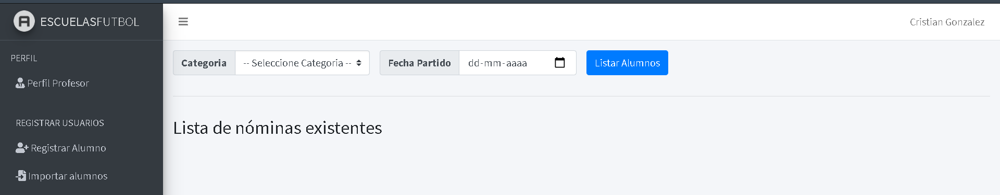 ESCUELASFUTBOL
Cristian Gonzalez
PERFIL
Perfil Profesor
REGISTRAR USUARIOS
Registrar Alumno
Importar alumnos
Categoria -- Seleccione Categoria -- Fecha Partido dd-mm-aaaa Listar Alumnos
Lista de nóminas existentes